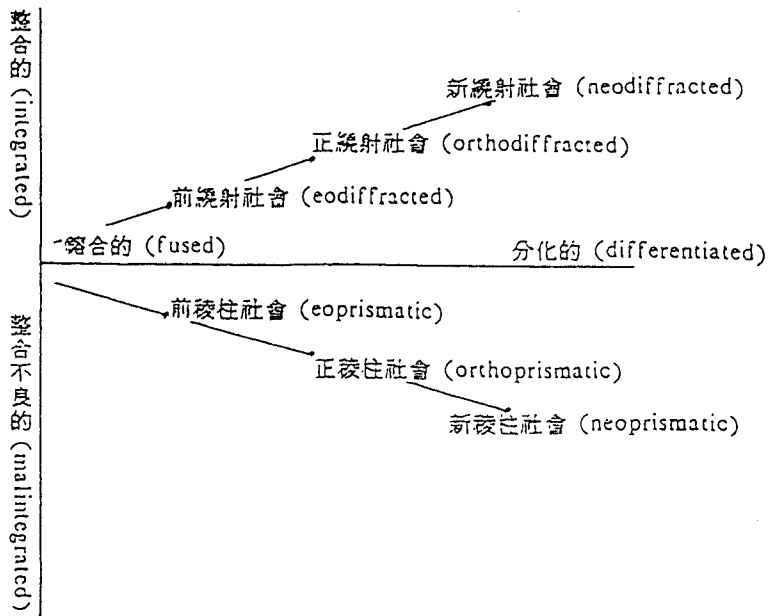 整合的 (integrated)
新繞射社會 (neodiffracted)
正繞射社會 (orthodiffracted)
前繞射社會 (eodiffracted)
鎔合的 (fused)
分化的 (differentiated)
前稜柱社會 (eoprismatic)
正稜柱社會 (orthoprismatic)
新稜柱社會 (neoprismatic)
整合不良的 (malintegrated)